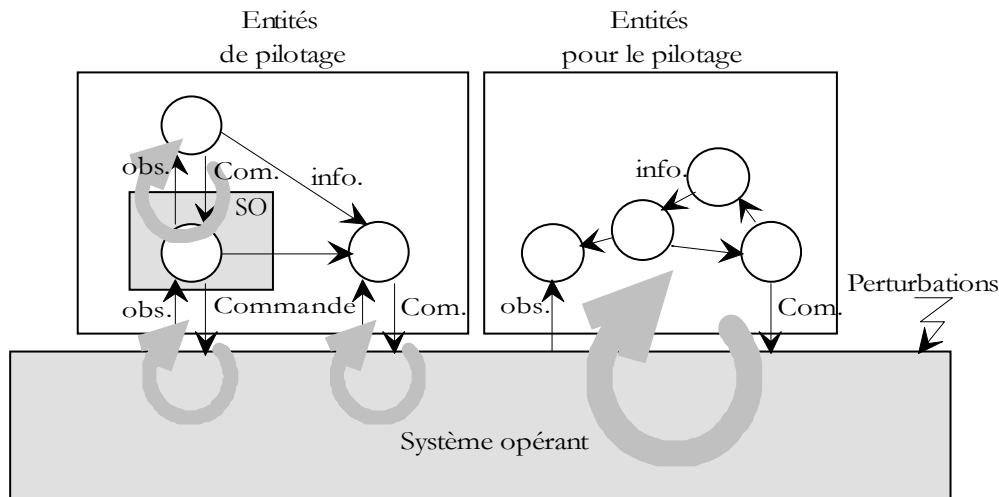 Entités
de pilotage
Entités
pour le pilotage
obs.
Com.
info.
SO
info.
obs.
Commande
Com.
obs.
Com.
Perturbations
Système opérant